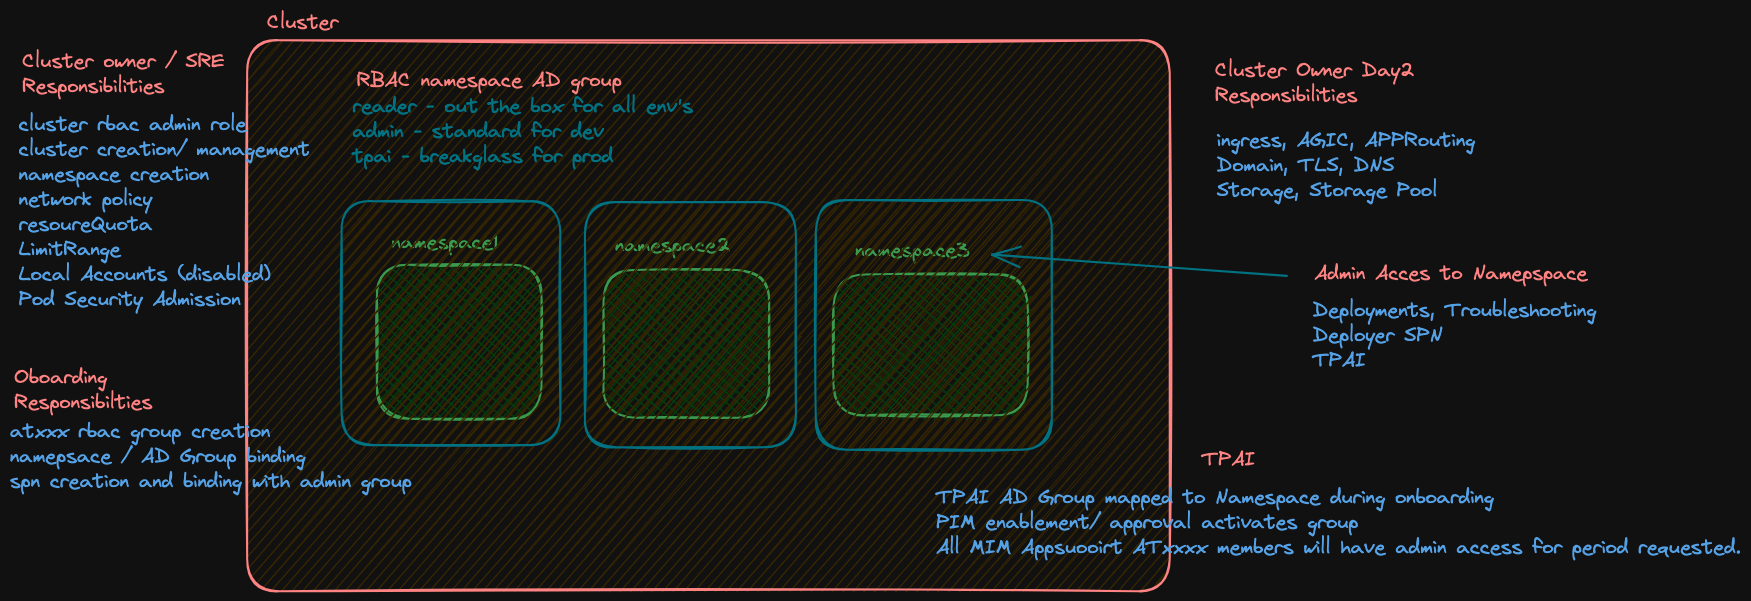 Cluster
Cluster owner / SRE
Responsibilities
cluster rbac admin role
cluster creation/ management
namespace creation
network policy
resoureQuota
LimitRange
Local Accounts (disabled)
Pod Security Admission
Oboarding
Responsibilties
atxxx rbac group creation
namepsace / AD Group binding
spn creation and binding with admin group
RBAC namespace AD group
reader - out the box for all env's
admin - standard for dev
tpai - breakglass for prod
namespace1
namespace2
namespace3
Cluster Owner Day2
Responsibilities
ingress, AGIC, APPRouting
Domain, TLS, DNS
Storage, Storage Pool
Admin Acces to Namepspace
Deployments, Troubleshooting
Deployer SPN
TPAI
TPAI
TPAI AD Group mapped to Namespace during onboarding
PIM enablement/ approval activates group
All MIM Appsuooirt ATxxxx members will have admin access for period requested.